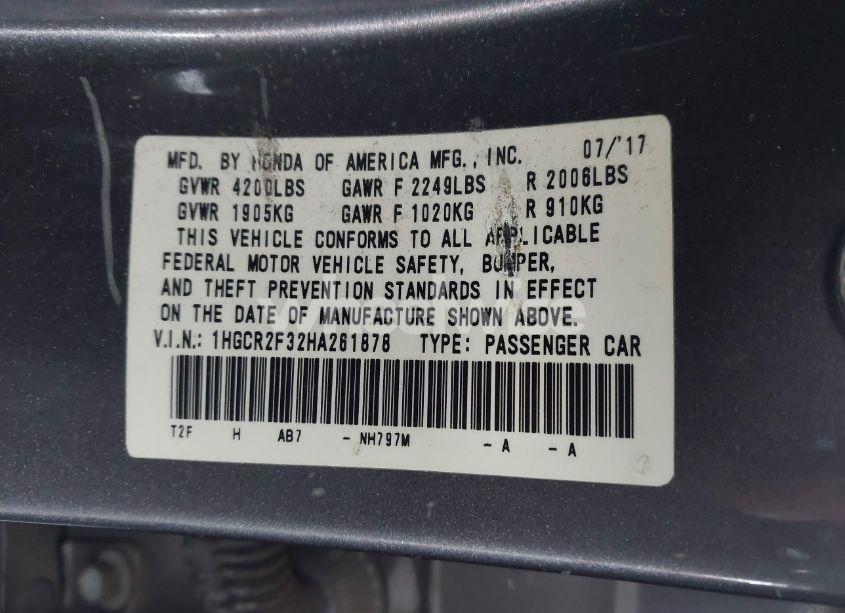 MFD. BY HONDA OF AMERICA MFG., INC. 07/'17
GVWR 4200LBS GAWR F 2249LBS R 2006LBS
GVWR 1905KG GAWR F 1020KG R 910KG
THIS VEHICLE CONFORMS TO ALL APPLICABLE
FEDERAL MOTOR VEHICLE SAFETY, BUMPER,
AND THEFT PREVENTION STANDARDS IN EFFECT
ON THE DATE OF MANUFACTURE SHOWN ABOVE.
V.I.N.: 1HGCR2F32HA261878 TYPE: PASSENGER CAR
T2F H AB7 - NH797M - A - A